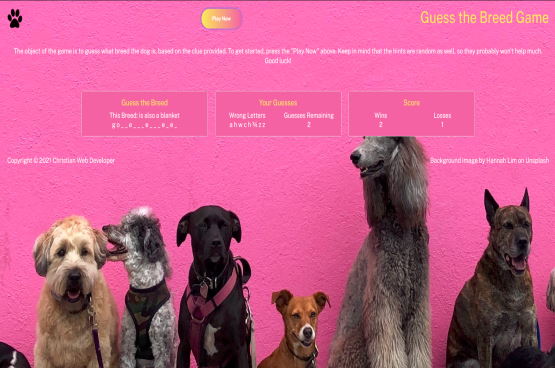 Play Now
Guess the Breed Game
The object of the game is to guess what breed the dog is, based on the clue provided. To get started, press the "Play Now" above. Keep in mind that the hints are random as well, so they probably won't help much.
Good luck!
Guess the Breed
This Breed: is also a blanket
g o _ _ e _ _ _ e _ _ _ e _ e _
Your Guesses
Wrong Letters
Guesses Remaining
2
Score
Wins
Losses
2
1
Copyright © 2021 Christian Web Developer
Background image by Hannah Lim on Unsplash